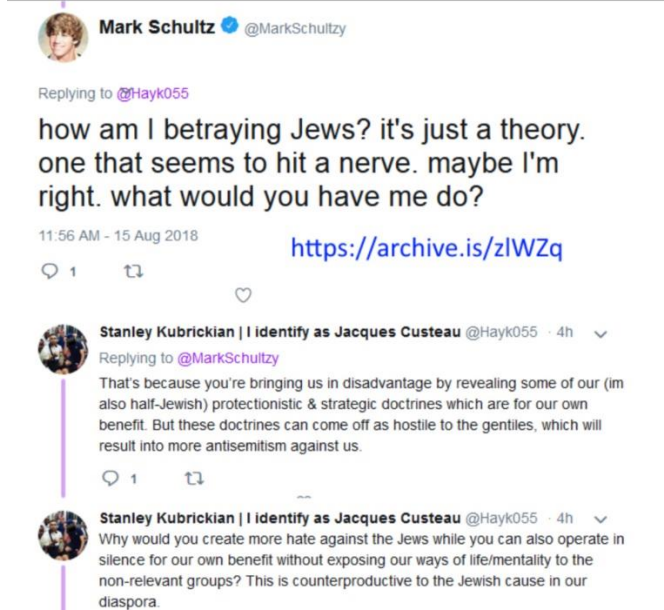 Mark Schultz @MarkSchultzy
Replying to @Hayk055
how am I betraying Jews? it's just a theory.
one that seems to hit a nerve. maybe I'm
right. what would you have me do?
11:56 AM - 15 Aug 2018
https://archive.is/zlWZq
1
Stanley Kubrickian | I identify as Jacques Custeau @Hayk055 · 4h
Replying to @MarkSchultzy
That's because you're bringing us in disadvantage by revealing some of our (im
also half-Jewish) protectionistic & strategic doctrines which are for our own
benefit. But these doctrines can come off as hostile to the gentiles, which will
result into more antisemitism against us.
1
Stanley Kubrickian | I identify as Jacques Custeau @Hayk055 · 4h
Why would you create more hate against the Jews while you can also operate in
silence for our own benefit without exposing our ways of life/mentality to the
non-relevant groups? This is counterproductive to the Jewish cause in our
diaspora.